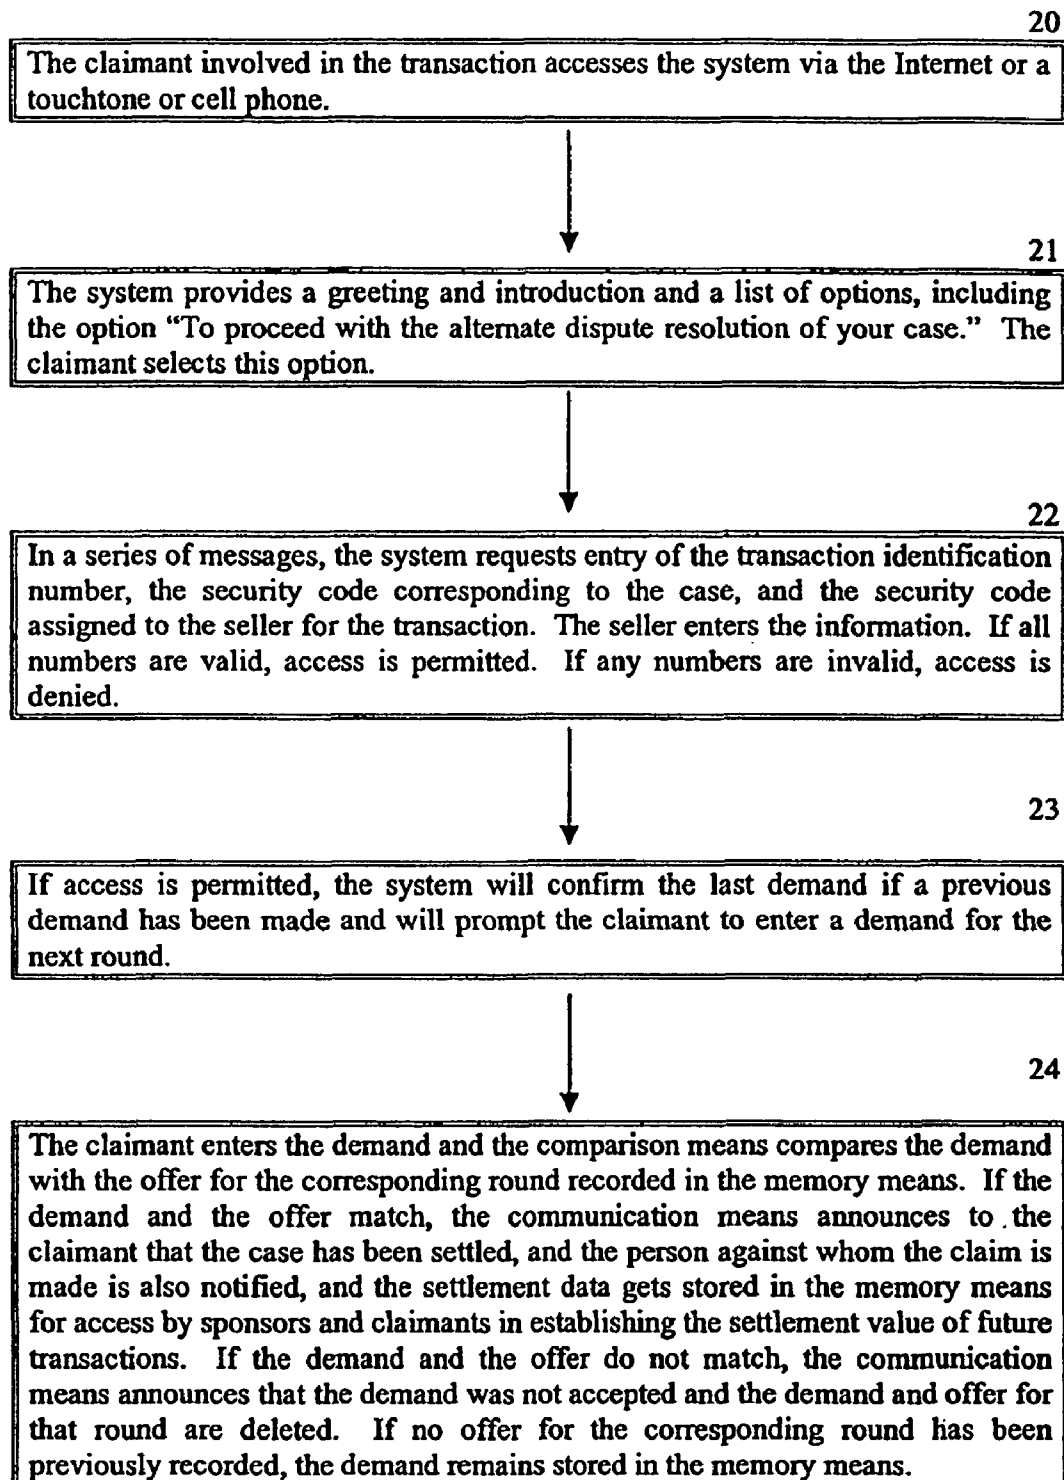 20
The claimant involved in the transaction accesses the system via the Internet or a
touchtone or cell phone.
21
The system provides a greeting and introduction and a list of options, including
the option “To proceed with the alternate dispute resolution of your case.” The
claimant selects this option.
22
In a series of messages, the system requests entry of the transaction identification
number, the security code corresponding to the case, and the security code
assigned to the seller for the transaction. The seller enters the information. If all
numbers are valid, access is permitted. If any numbers are invalid, access is
denied.
23
If access is permitted, the system will confirm the last demand if a previous
demand has been made and will prompt the claimant to enter a demand for the
next round.
24
The claimant enters the demand and the comparison means compares the demand
with the offer for the corresponding round recorded in the memory means. If the
demand and the offer match, the communication means announces to the
claimant that the case has been settled, and the person against whom the claim is
made is also notified, and the settlement data gets stored in the memory means
for access by sponsors and claimants in establishing the settlement value of future
transactions. If the demand and the offer do not match, the communication
means announces that the demand was not accepted and the demand and offer for
that round are deleted. If no offer for the corresponding round has been
previously recorded, the demand remains stored in the memory means.